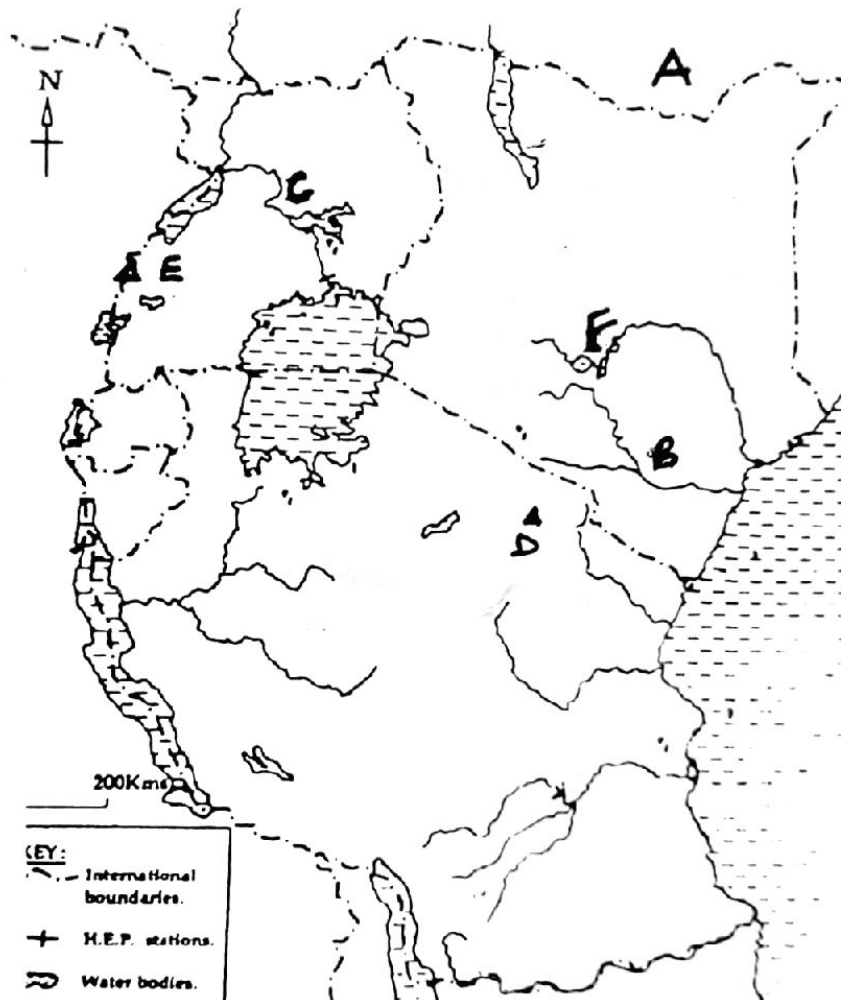 N
A
C
E
F
B
D
200Kms
KEY:
International
boundaries.
H.E.P. stations.
Water bodies.